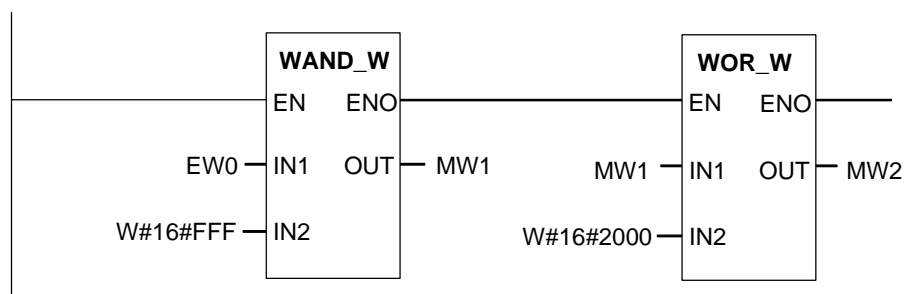 WAND_W
WOR_W
EN ENO
EN ENO
EW0 IN1 OUT MW1
MW1 IN1 OUT MW2
W#16#FFF IN2
W#16#2000 IN2